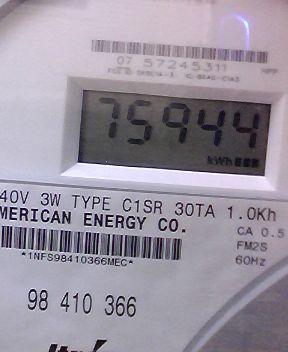 07 57245311
75944
kWh
40V 3W TYPE C1SR 30TA 1.0Kh
MERICAN ENERGY CO.
CA 0.5
FM2S
60Hz
*1NFS98410366MEC*
98 410 366